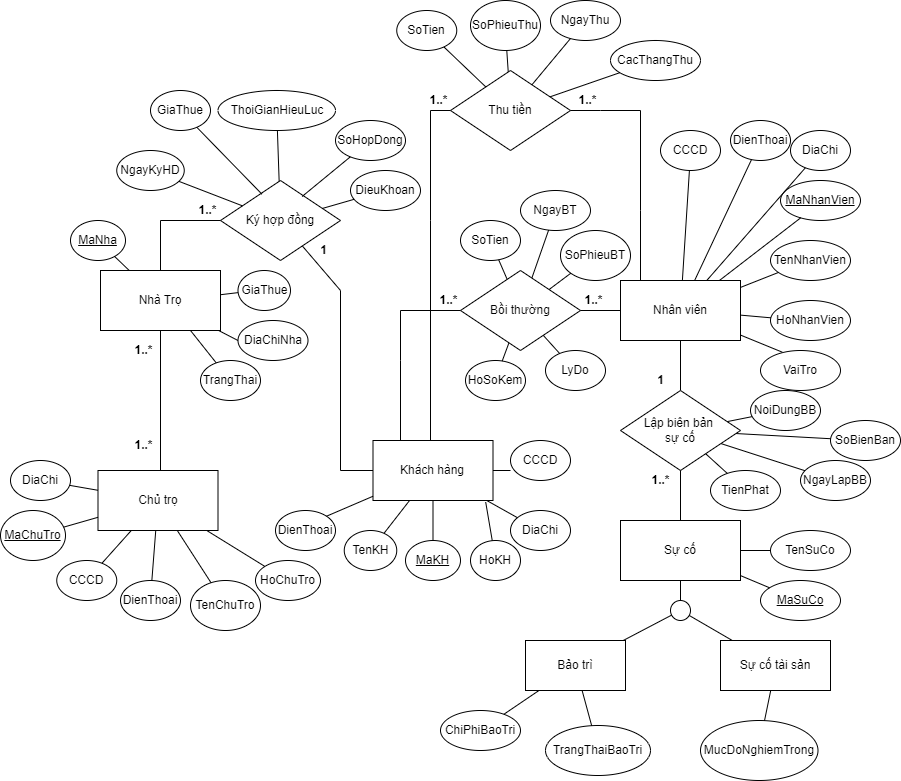 SoTien
SoPhieuThu
NgayThu
CacThangThu
Thu tiền
1..*
1..*
GiaThue
ThoiGianHieuLuc
SoHopDong
NgayKyHD
DieuKhoan
Ký hợp đồng
1..*
1
CCCD
DienThoai
DiaChi
MaNhanVien
TenNhanVien
HoNhanVien
VaiTro
Nhân viên
NgayBT
SoTien
SoPhieuBT
Bồi thường
1..*
1..*
HoSoKem
LyDo
MaNha
Nhà Trọ
GiaThue
DiaChiNha
TrangThai
1..*
1..*
1
Lập biên bản
sự cố
NoiDungBB
SoBienBan
NgayLapBB
TienPhat
1..*
Khách hàng
CCCD
DienThoai
TenKH
MaKH
HoKH
DiaChi
DiaChi
Chủ trọ
MaChuTro
CCCD
DienThoai
TenChuTro
HoChuTro
Sự cố
TenSuCo
MaSuCo
Bảo trì
Sự cố tài sản
ChiPhiBaoTri
TrangThaiBaoTri
MucDoNghiemTrong